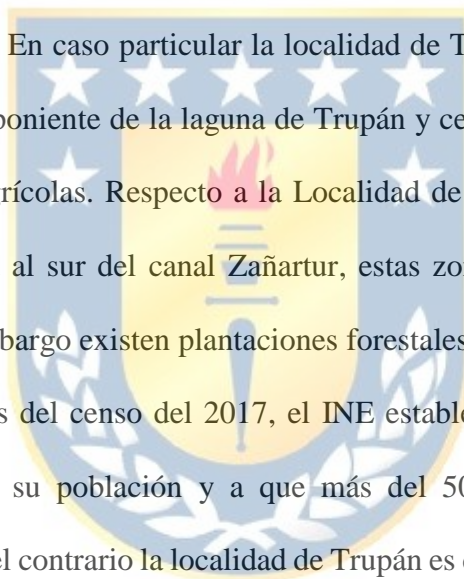 En caso particular la localidad de T
poniente de la laguna de Trupán y ce
rícolas. Respecto a la Localidad de
al sur del canal Zañartur, estas zo
bargo existen plantaciones forestales
s del censo del 2017, el INE estable
su población y a que más del 50
el contrario la localidad de Trupán es